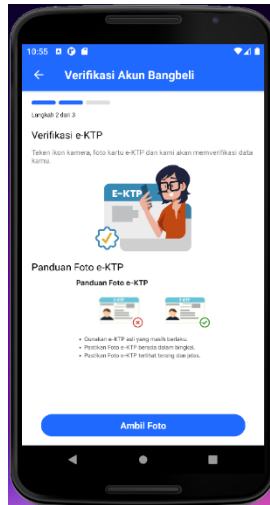 10:55
Verifikasi Akun Bangbeli
Langkah 2 dari 3
Verifikasi e-KTP
Teken ikon kamera, foto kartu e-KTP dan kami akan memverifikasi data
kamu.
E-KTP
Panduan Foto e-KTP
Panduan Foto e-KTP
E-KTP E-KTP
• Gunakan e-KTP asli yang masih berlaku.
• Pastikan Foto e-KTP berada dalam bingkai.
• Pastikan Foto e-KTP terlihat terang dan jelas.
Ambil Foto